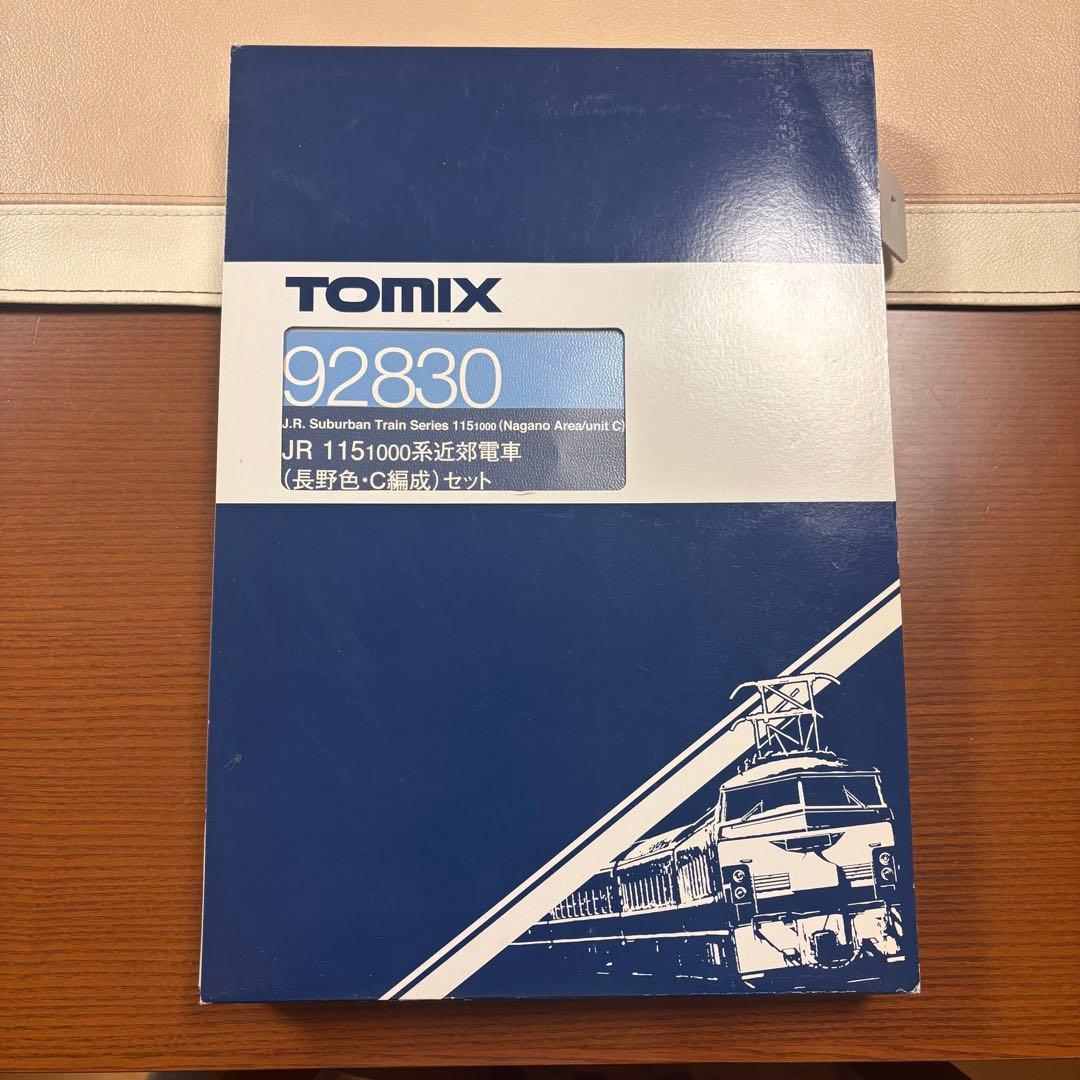 TOMIX
92830
J.R. Suburban Train Series 1151000 (Nagano Area/unit C)
JR 1151000系近郊電車
(長野色・C編成)セット